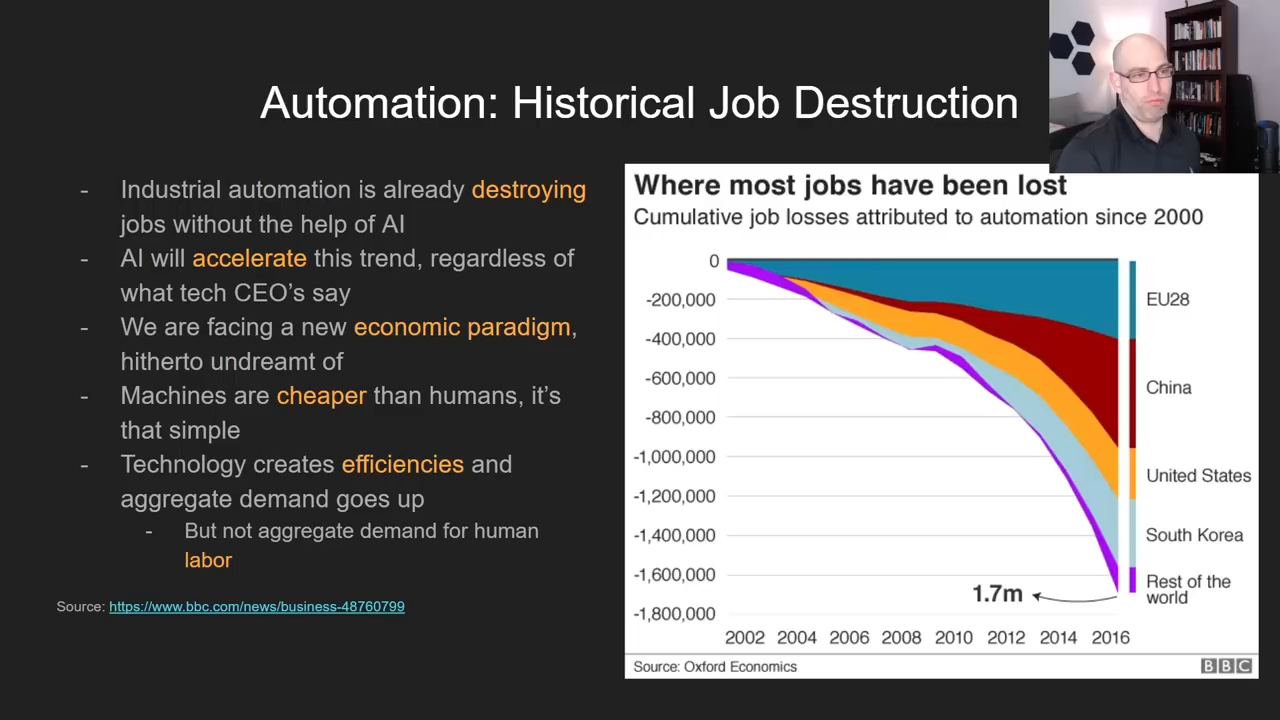 Automation: Historical Job Destruction
- Industrial automation is already destroying
jobs without the help of AI
- AI will accelerate this trend, regardless of
what tech CEO's say
- We are facing a new economic paradigm,
hitherto undreamt of
- Machines are cheaper than humans, it's
that simple
- Technology creates efficiencies and
aggregate demand goes up
- But not aggregate demand for human
labor
Source: https://www.bbc.com/news/business-48760799
Where most jobs have been lost
Cumulative job losses attributed to automation since 2000
0
-200,000
-400,000
-600,000
-800,000
-1,000,000
-1,200,000
-1,400,000
-1,600,000
-1,800,000
EU28
China
United States
South Korea
Rest of the
world
1.7m
2002 2004 2006 2008 2010 2012 2014 2016
Source: Oxford Economics
BBC